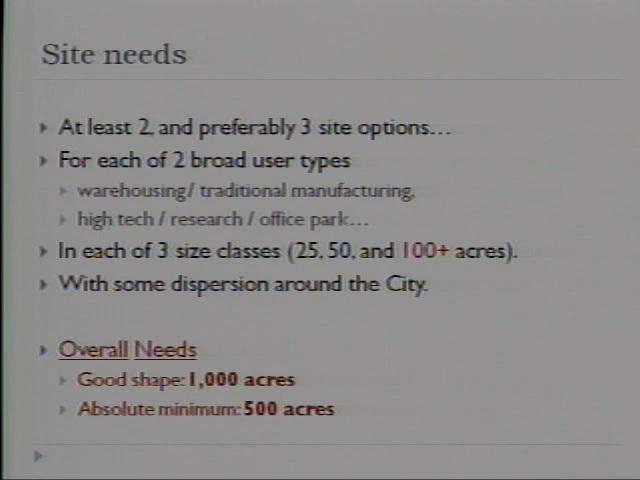 Site needs
At least 2, and preferably 3 site options…
For each of 2 broad user types
warehousing/ traditional manufacturing,
high tech / research / office park…
In each of 3 size classes (25, 50, and 100+ acres).
With some dispersion around the City.
Overall Needs
Good shape: 1,000 acres
Absolute minimum: 500 acres